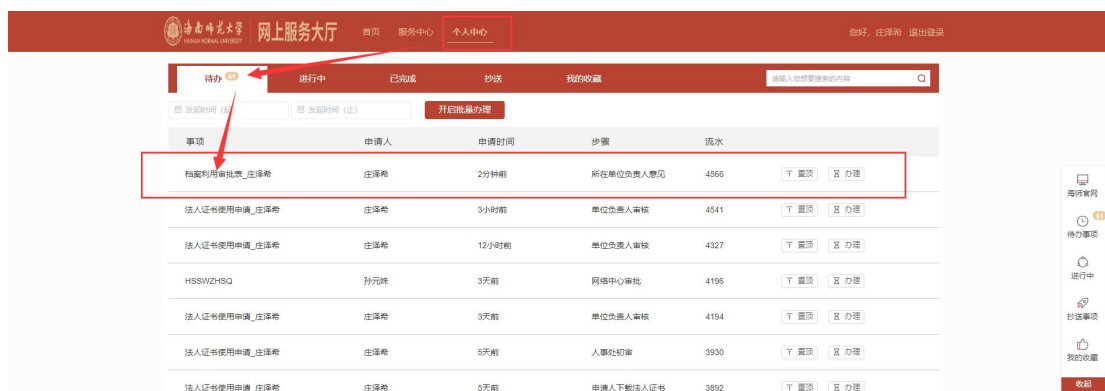 海南师范大学 网上服务大厅 首页 服务中心 个人中心 您好，庄泽希 退出登录
HAINAN NORMAL UNIVERSITY
待办 61 进行中 已完成 抄送 我的收藏 请输入您想要搜索的内容
发起时间（起） 发起时间（止） 开启批量办理
事项 申请人 申请时间 步骤 流水
档案利用审批表_庄泽希 庄泽希 2分钟前 所在单位负责人意见 4566 置顶 办理
法人证书使用申请_庄泽希 庄泽希 3小时前 单位负责人审核 4541 置顶 办理
法人证书使用申请_庄泽希 庄泽希 12小时前 单位负责人审核 4327 置顶 办理
HSSWZHSQ 孙元姝 3天前 网络中心审批 4196 置顶 办理
法人证书使用申请_庄泽希 庄泽希 3天前 单位负责人审核 4194 置顶 办理
法人证书使用申请_庄泽希 庄泽希 5天前 人事处初审 3930 置顶 办理
法人证书使用申请_庄泽希 庄泽希 5天前 申请人下载法人证书 3892 置顶 办理
海师官网
61
待办事项
进行中
抄送事项
我的收藏
收起